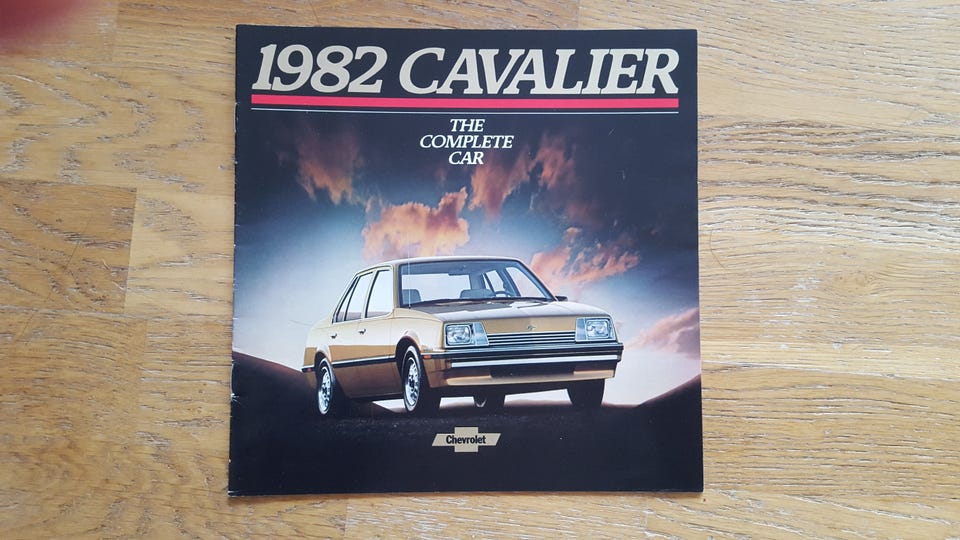 1982 CAVALIER
THE
COMPLETE
CAR
Chevrolet